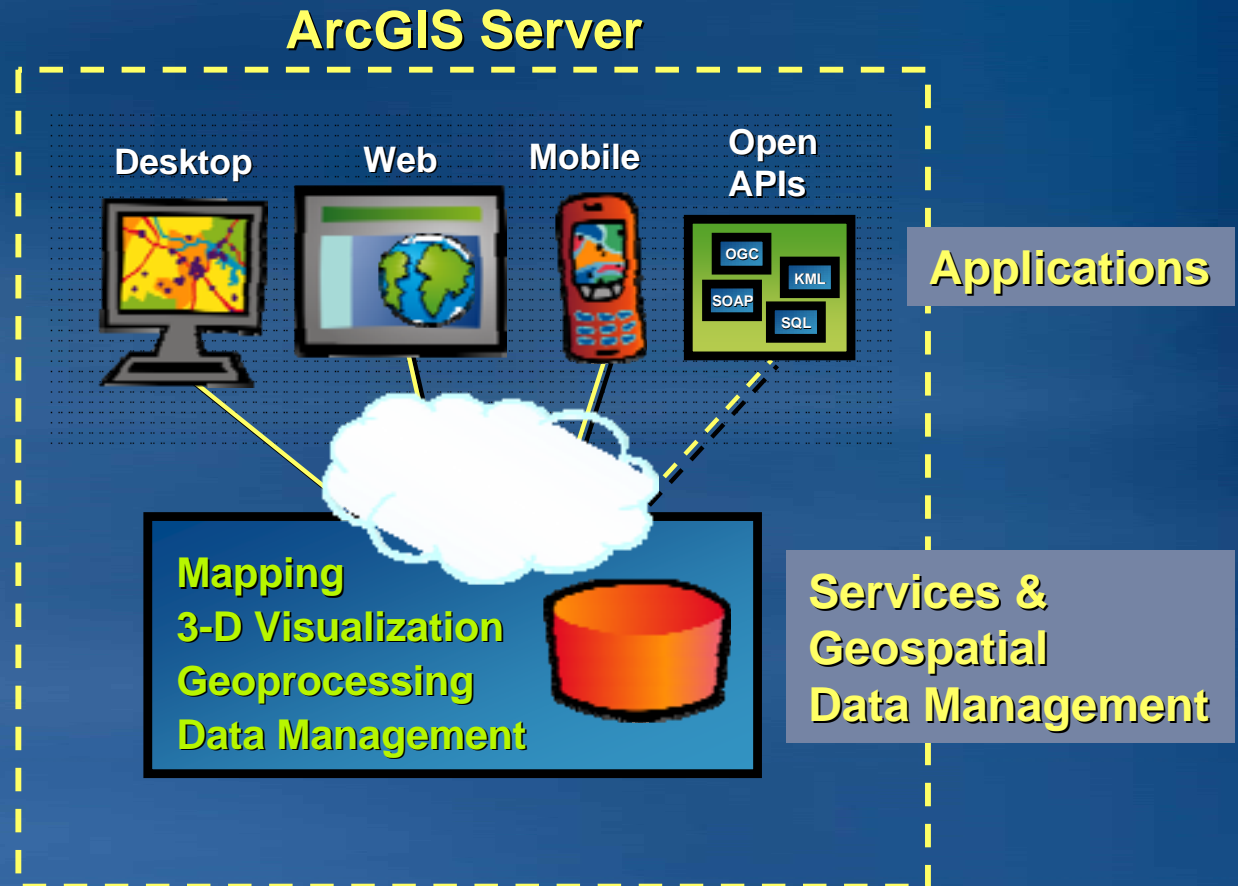 ArcGIS Server
Desktop
Web
Mobile
Open
APIs
OGC
KML
SOAP
SQL
Applications
Mapping
3-D Visualization
Geoprocessing
Data Management
Services &
Geospatial
Data Management